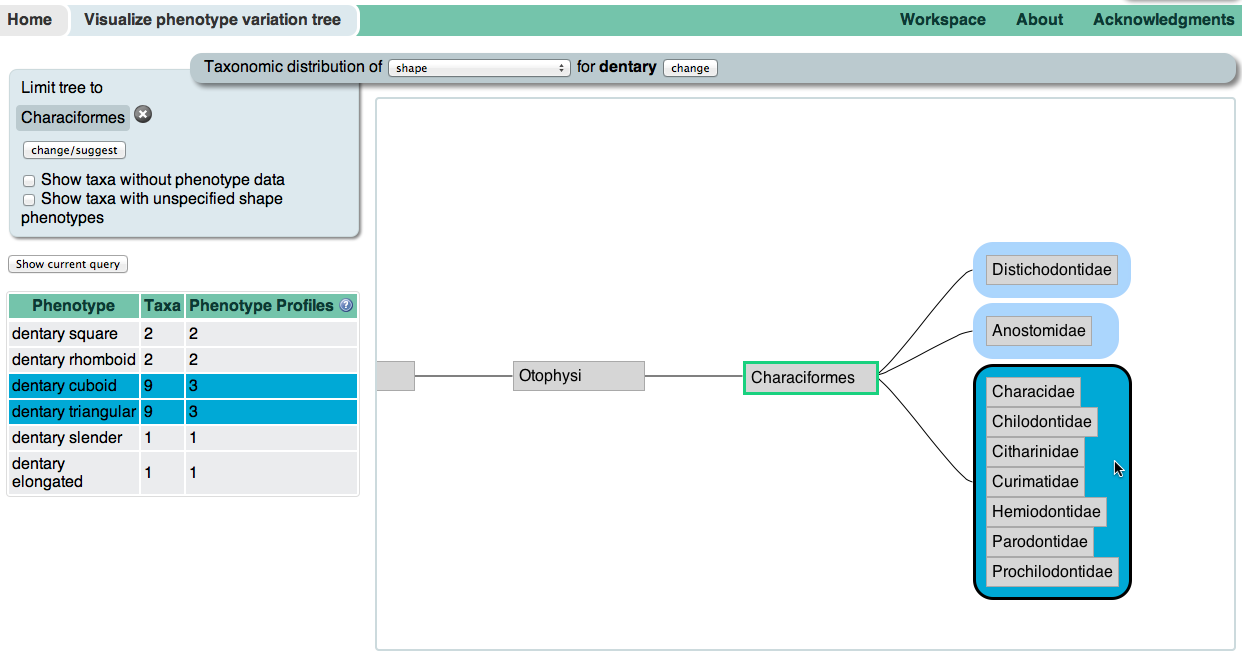 Home
Visualize phenotype variation tree
Workspace
About
Acknowledgments
Taxonomic distribution of shape for dentary change
Limit tree to
Characiformes
change/suggest
Show taxa without phenotype data
Show taxa with unspecified shape
phenotypes
Show current query
Phenotype Taxa Phenotype Profiles ?
dentary square 2 2
dentary rhomboid 2 2
dentary cuboid 9 3
dentary triangular 9 3
dentary slender 1 1
dentary
elongated 1 1
Otophysi
Characiformes
Distichodontidae
Anostomidae
Characidae
Chilodontidae
Citharinidae
Curimatidae
Hemiodontidae
Parodontidae
Prochilodontidae